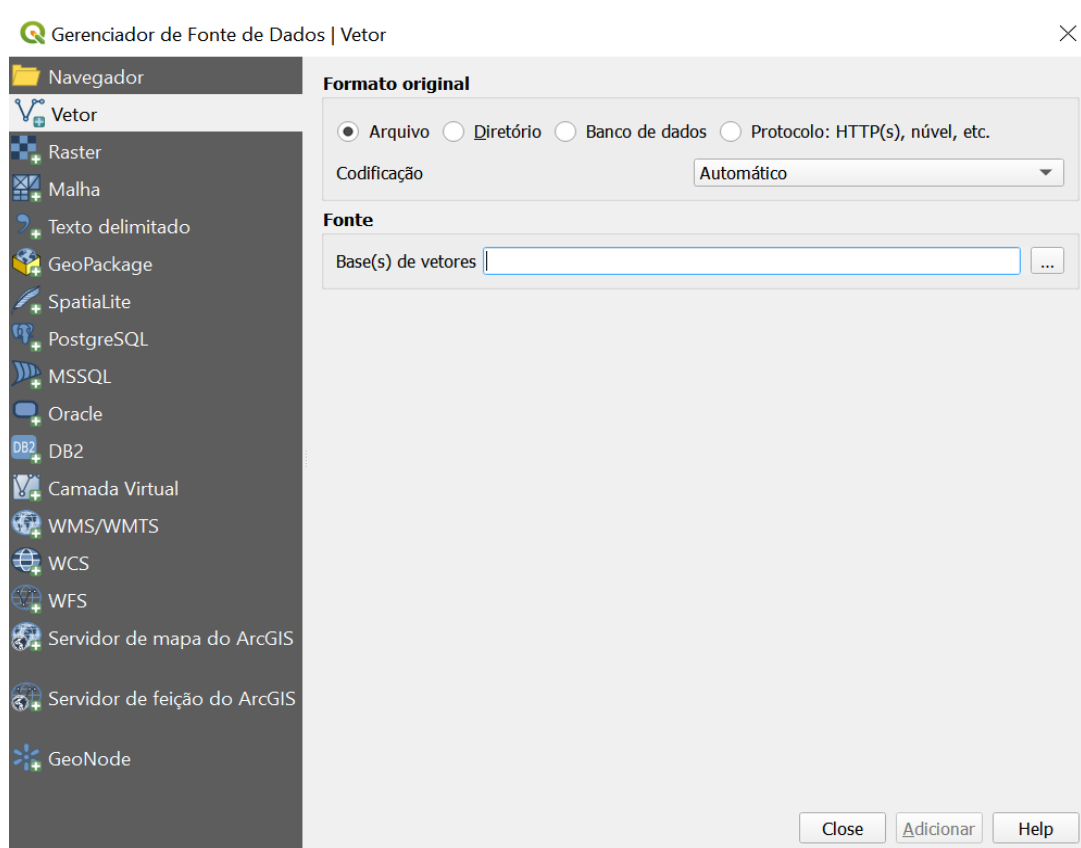 Gerenciador de Fonte de Dados | Vetor
Navegador
Vetor
Raster
Malha
Texto delimitado
GeoPackage
SpatiaLite
PostgreSQL
MSSQL
Oracle
DB2 DB2
Camada Virtual
WMS/WMTS
WCS
WFS
Servidor de mapa do ArcGIS
Servidor de feição do ArcGIS
GeoNode
Formato original
Arquivo Diretório Banco de dados Protocolo: HTTP(s), núvel, etc.
Codificação Automático
Fonte
Base(s) de vetores ...
Close Adicionar Help